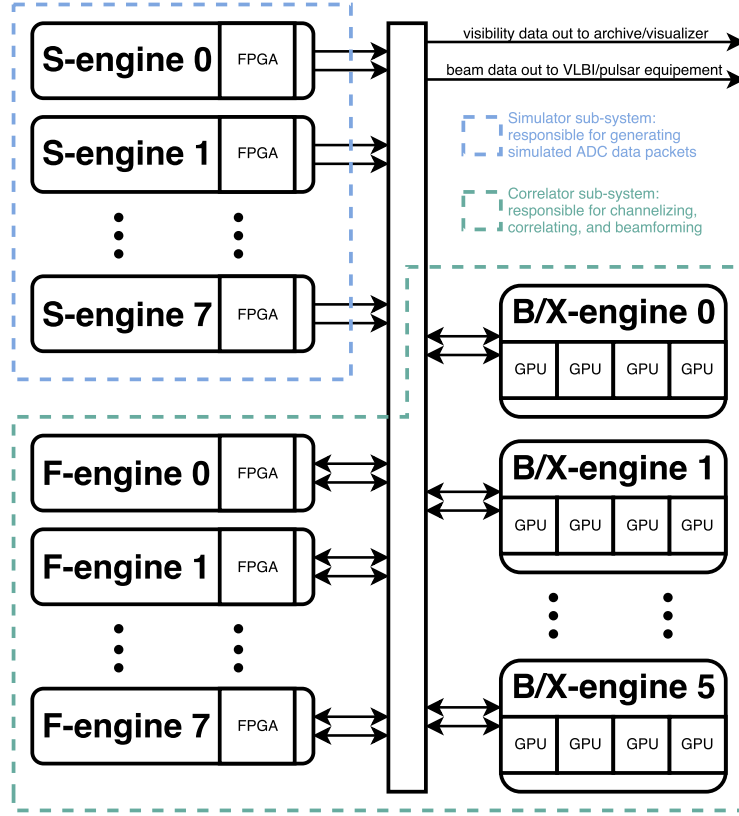 S-engine 0
FPGA
S-engine 1
FPGA
S-engine 7
FPGA
F-engine 0
FPGA
F-engine 1
FPGA
F-engine 7
FPGA
visibility data out to archive/visualizer
beam data out to VLBI/pulsar equipement
Simulator sub-system:
responsible for generating
simulated ADC data packets
Correlator sub-system:
responsible for channelizing,
correlating, and beamforming
B/X-engine 0
GPU GPU GPU GPU
B/X-engine 1
GPU GPU GPU GPU
B/X-engine 5
GPU GPU GPU GPU